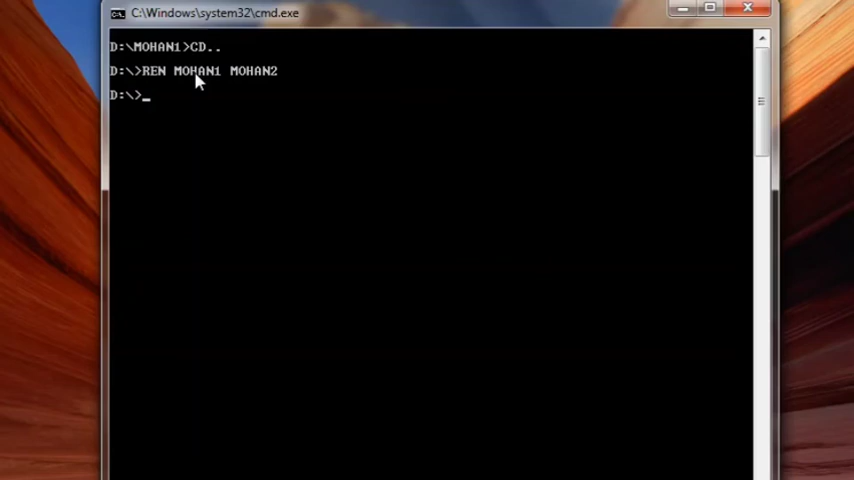 C:\Windows\system32\cmd.exe
D:\MOHAN1>CD..
D:\>REN MOHAN1 MOHAN2
D:\>_